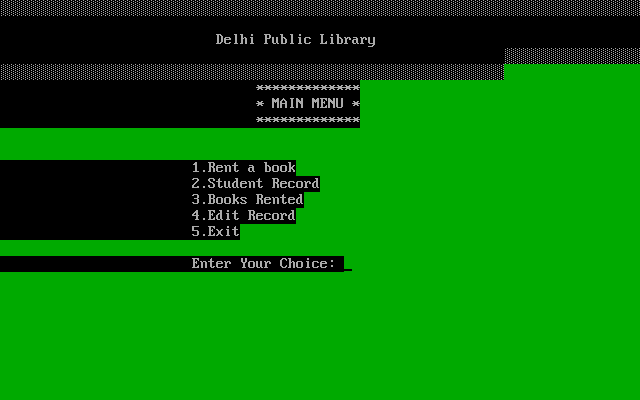 Delhi Public Library
*************
* MAIN MENU *
*************
1.Rent a book
2.Student Record
3.Books Rented
4.Edit Record
5.Exit
Enter Your Choice: _